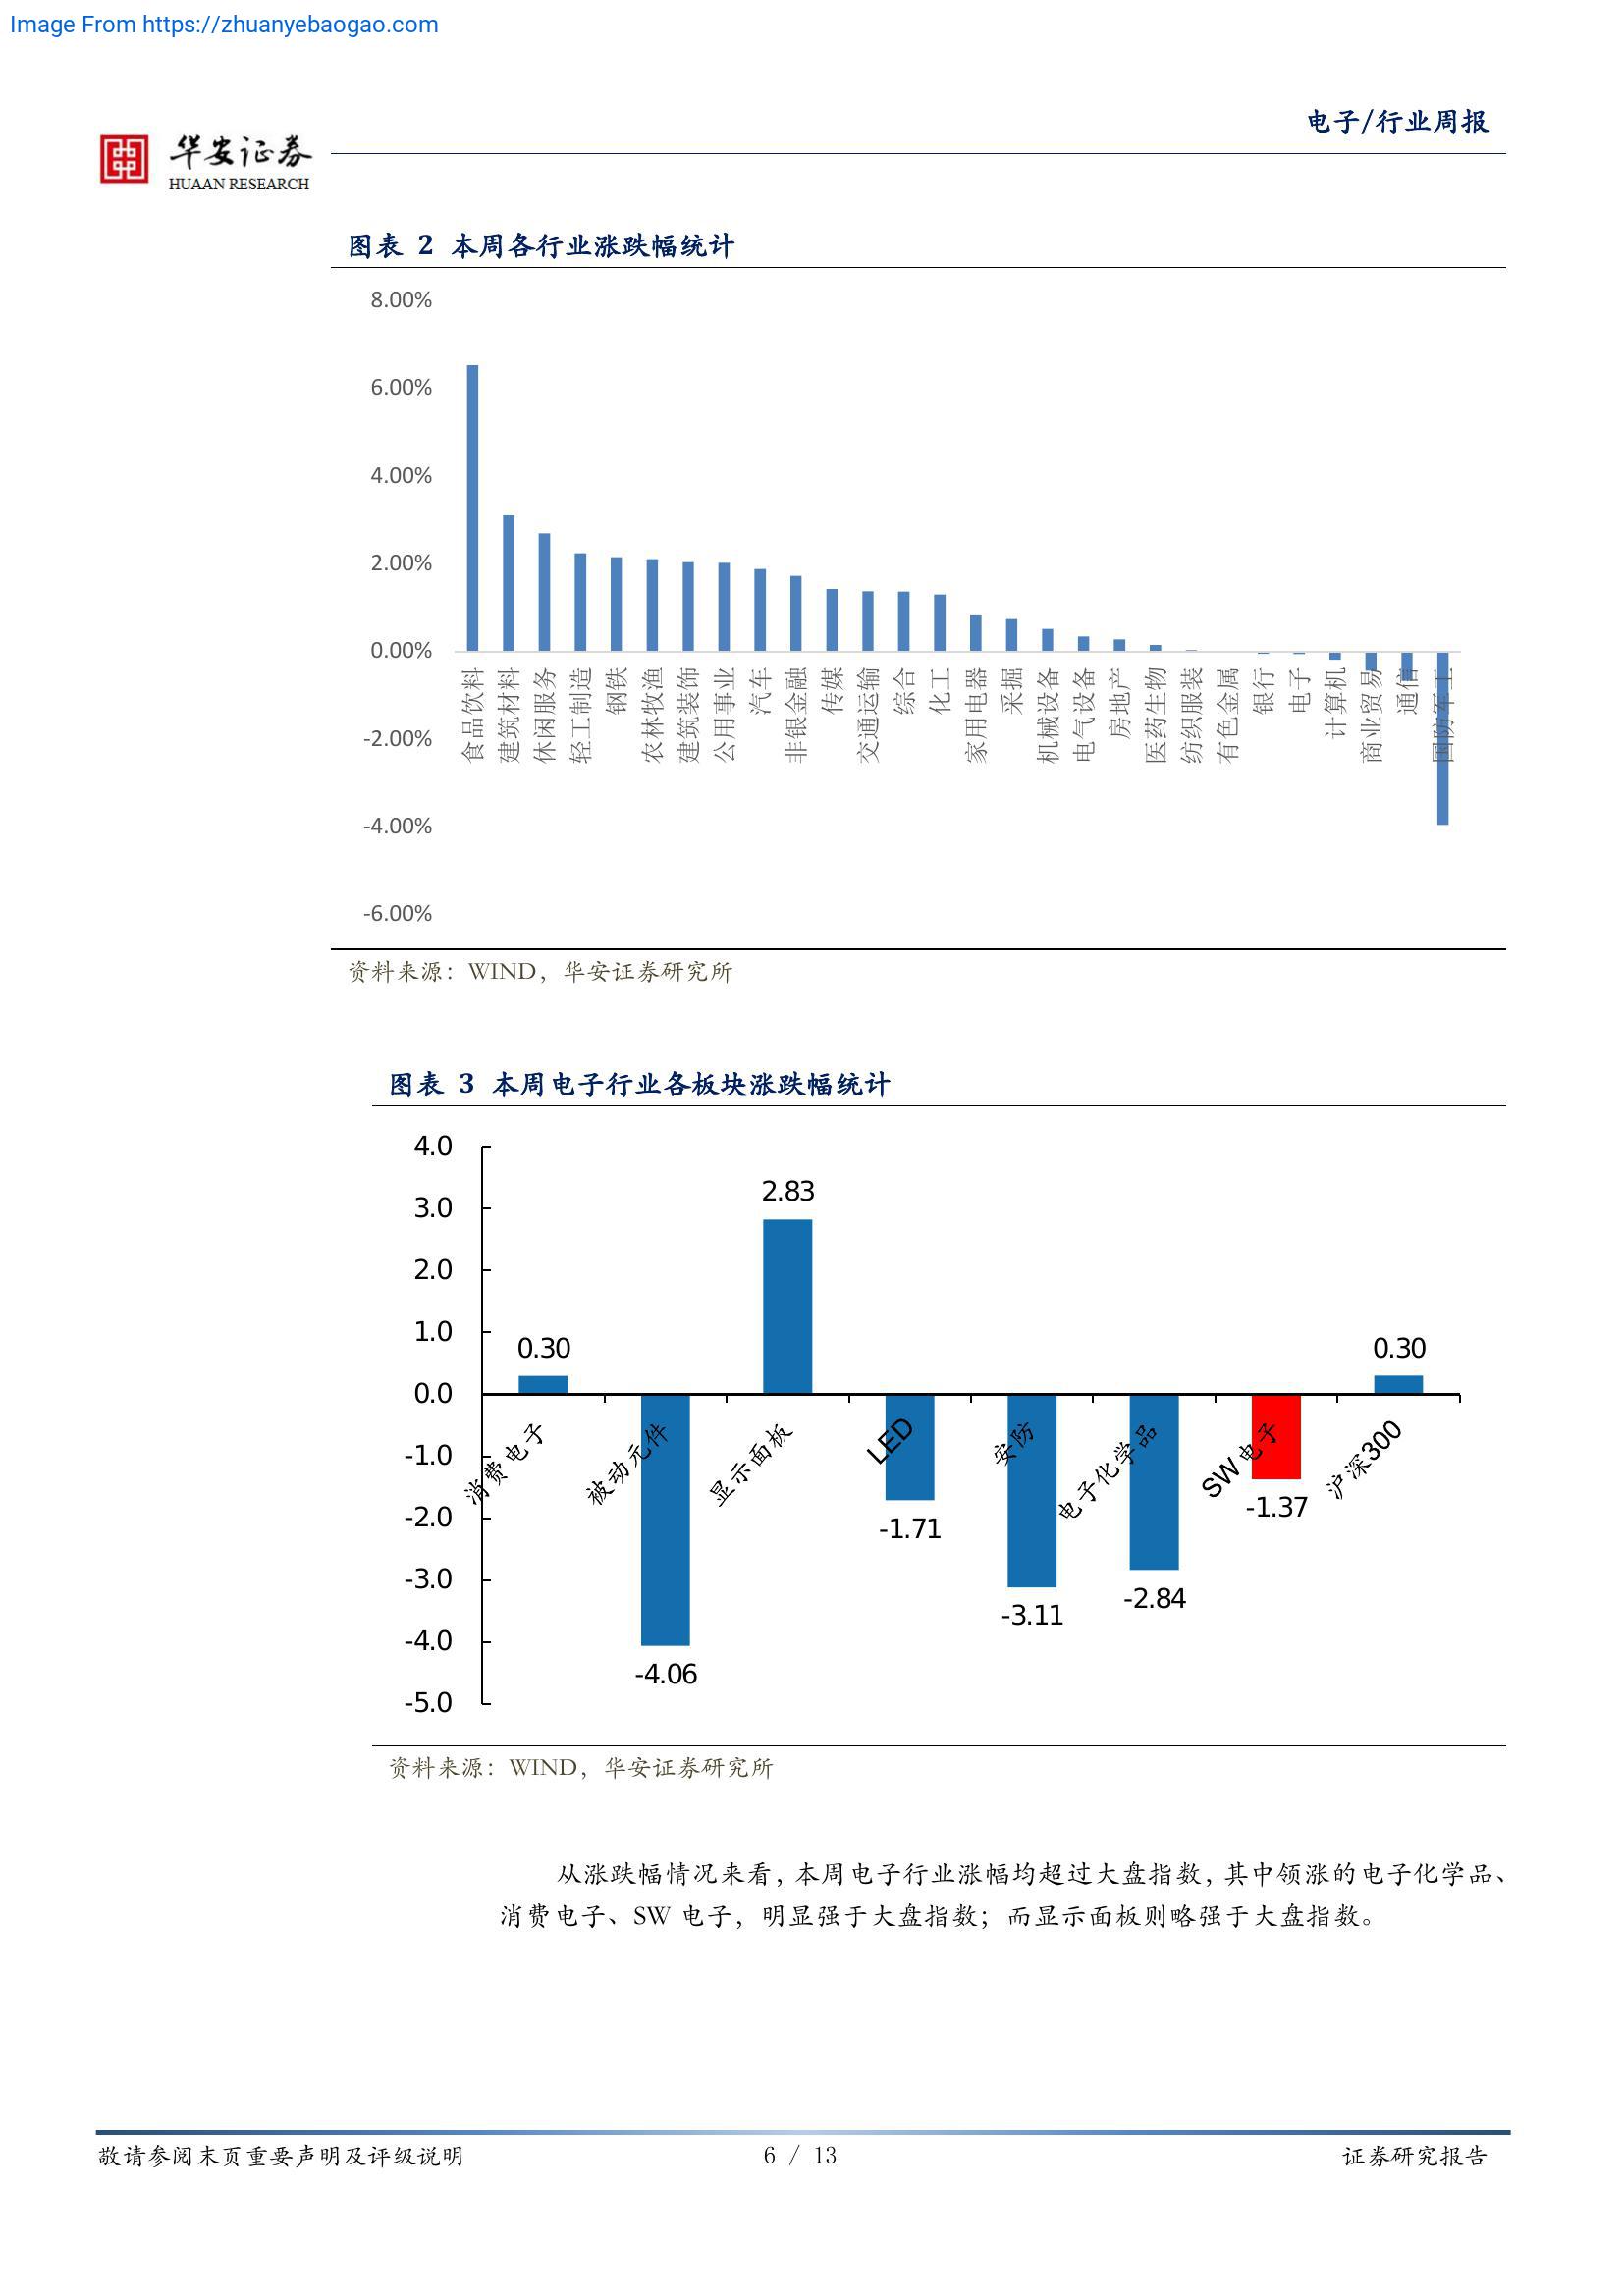 Image From https://zhuanyebaogao.com
电子/行业周报
华安证券
HUAAN RESEARCH
图表 2 本周各行业涨跌幅统计
8.00%
6.00%
4.00%
2.00%
0.00%
-2.00%
-4.00%
-6.00%
食品饮料
建筑材料
休闲服务
轻工制造
钢铁
农林牧渔
建筑装饰
公用事业
汽车
非银金融
传媒
交通运输
综合
化工
家用电器
采掘
机械设备
电气设备
房地产
医药生物
纺织服装
有色金属
银行
电子
计算机
商业贸易
通信
国防军工
资料来源：WIND，华安证券研究所
图表 3 本周电子行业各板块涨跌幅统计
4.0
3.0
2.0
1.0
0.0
-1.0
-2.0
-3.0
-4.0
-5.0
0.30
-4.06
2.83
-1.71
-3.11
-2.84
-1.37
0.30
消费电子
被动元件
显示面板
LED
安防
电子化学品
SW电子
沪深300
资料来源：WIND，华安证券研究所
从涨跌幅情况来看，本周电子行业涨幅均超过大盘指数，其中领涨的电子化学品、
消费电子、SW 电子，明显强于大盘指数；而显示面板则略强于大盘指数。
敬请参阅末页重要声明及评级说明
6 / 13
证券研究报告